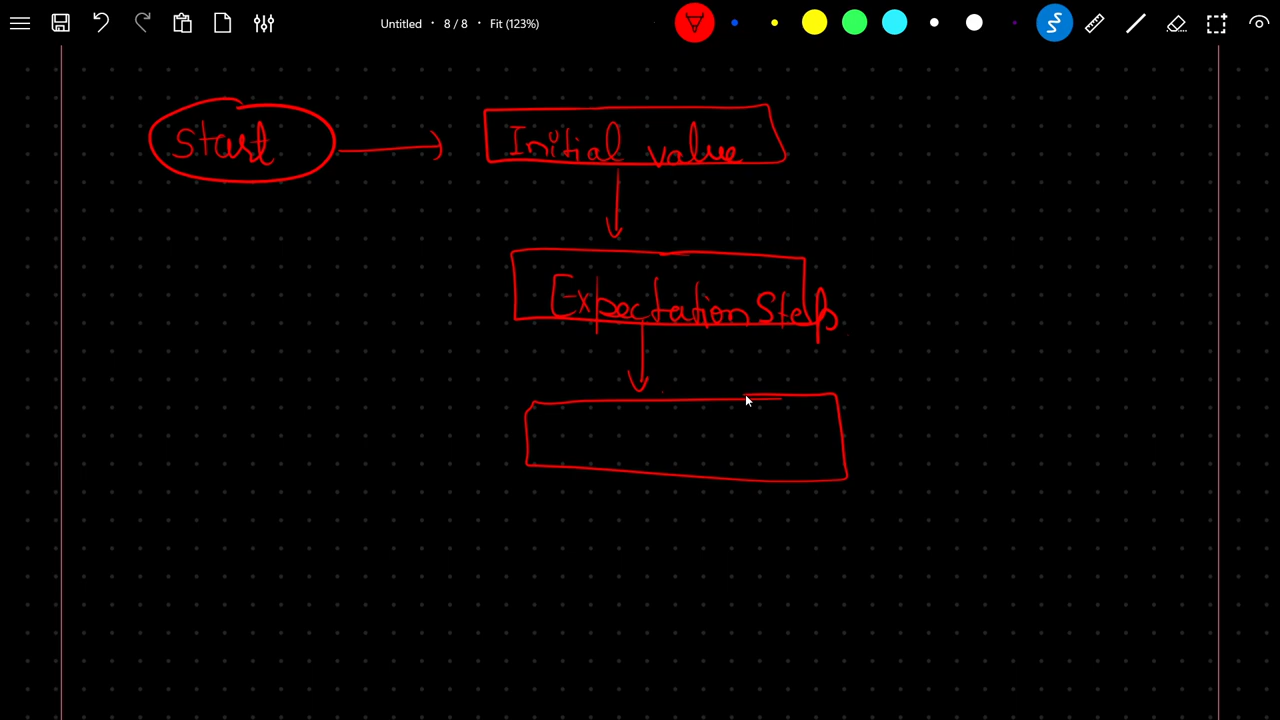 Untitled • 8 / 8 • Fit (123%)
Start
Initial value
Expectation Step